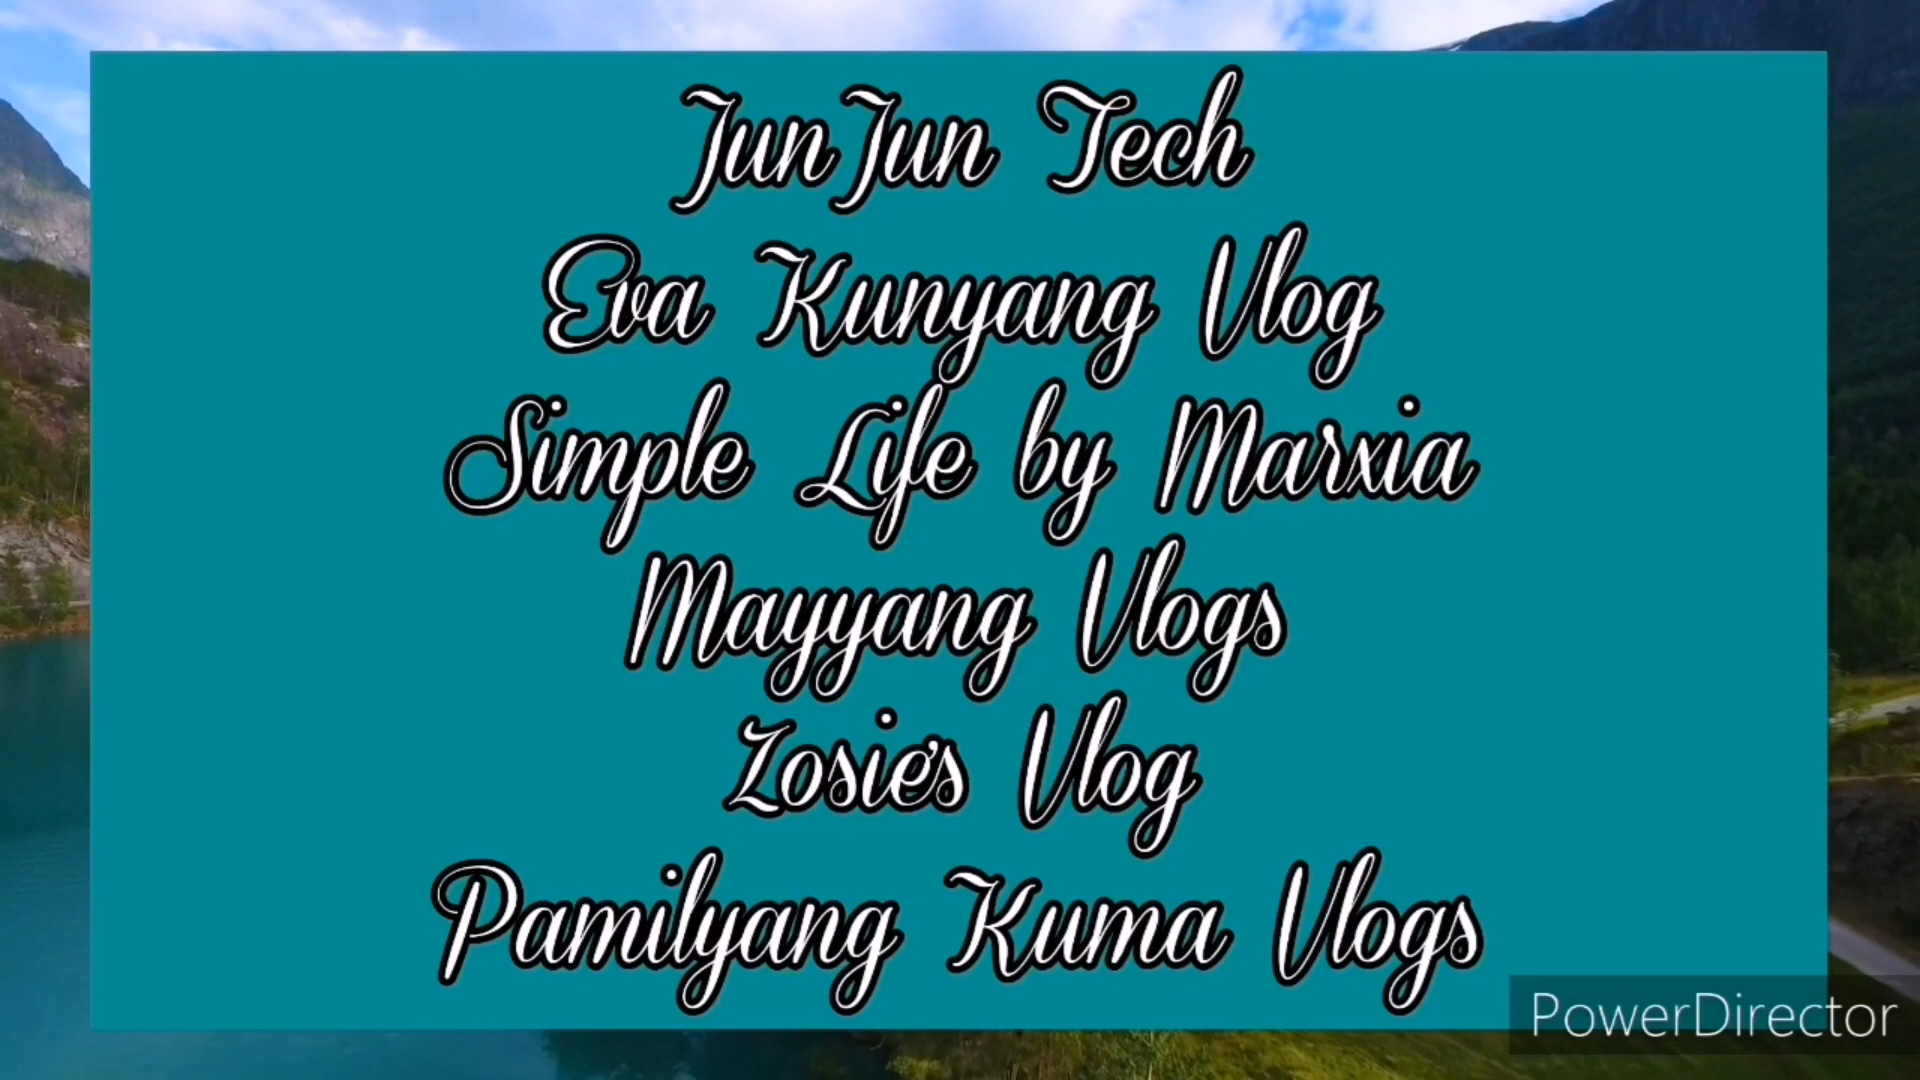 JunJun Tech
Eva Kunyang Vlog
Simple Life by Marxia
Mayyang Vlogs
Zosie's Vlog
Pamilyang Kuma Vlogs
PowerDirector